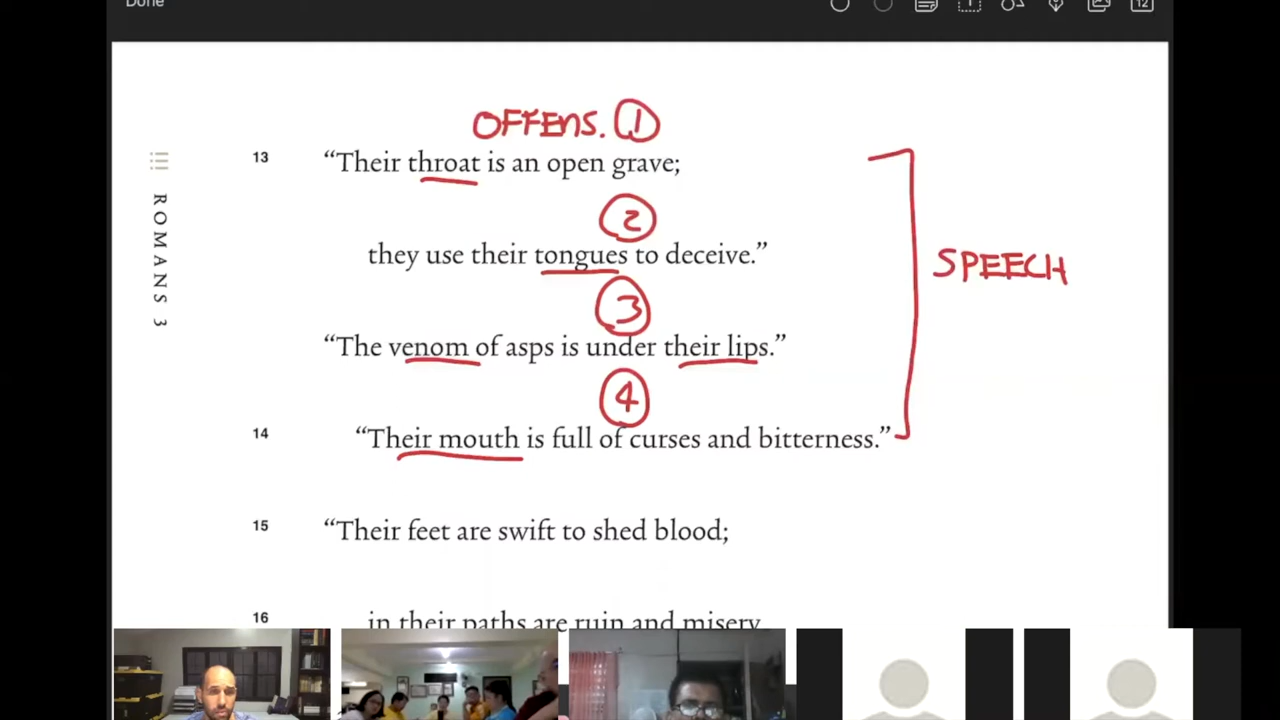 Done
12
OFFENS. 1
13 “Their throat is an open grave;
2
they use their tongues to deceive.”
3
“The venom of asps is under their lips.”
4
14 “Their mouth is full of curses and bitterness.”
SPEECH
15 “Their feet are swift to shed blood;
16 in their paths are ruin and misery
ROMANS 3